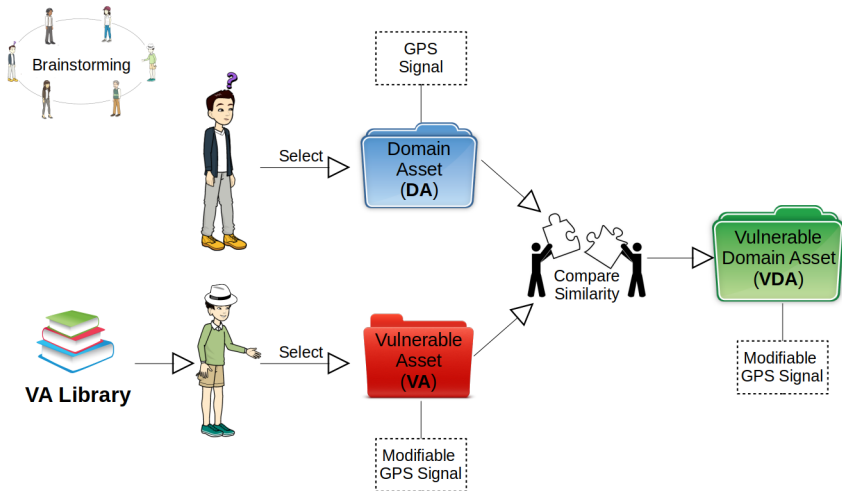 Brainstorming
GPS
Signal
?
Select
Domain
Asset
(DA)
Compare
Similarity
Vulnerable
Domain Asset
(VDA)
VA Library
Select
Vulnerable
Asset
(VA)
Modifiable
GPS Signal
Modifiable
GPS Signal